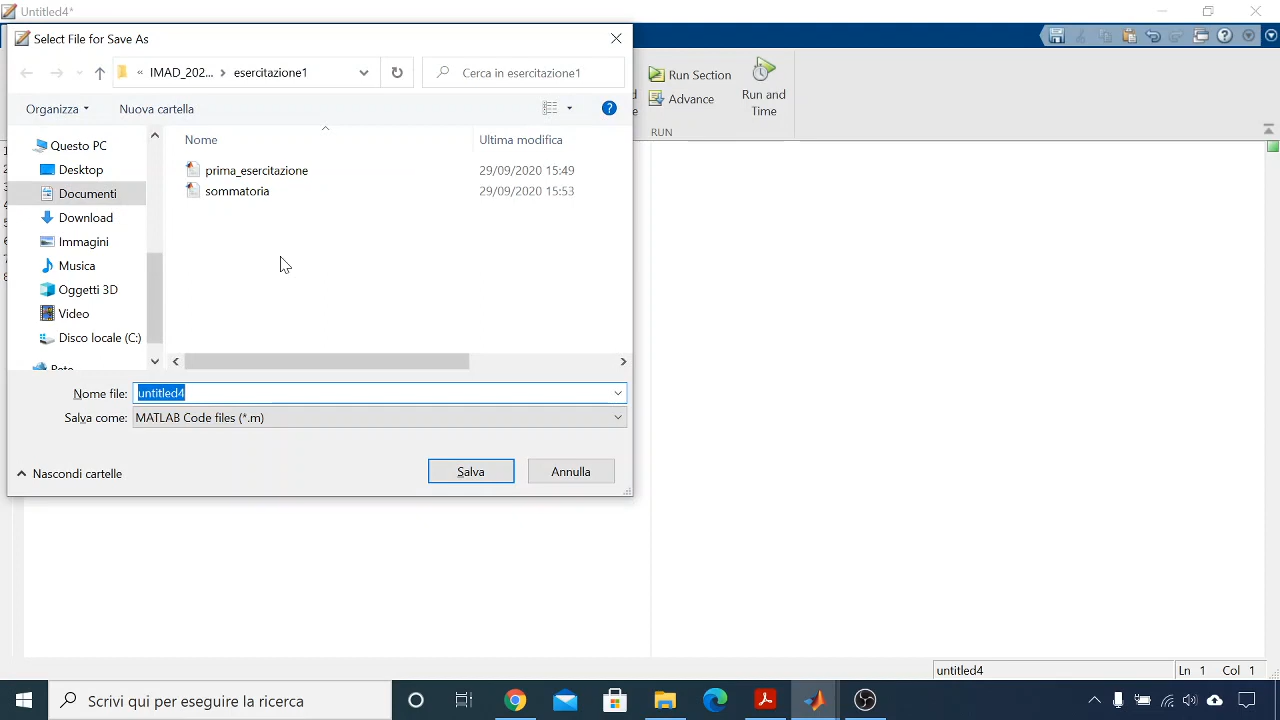 Untitled4*
Select File for Save As
« IMAD_202... › esercitazione1
Cerca in esercitazione1
Run Section
Advance
Run and
Time
RUN
Organizza
Nuova cartella
Nome
Ultima modifica
Questo PC
Desktop
Documenti
Download
Immagini
Musica
Oggetti 3D
Video
Disco locale (C:)
prima_esercitazione 29/09/2020 15:49
sommatoria 29/09/2020 15:53
Nome file: untitled4
Salva come: MATLAB Code files (*.m)
Nascondi cartelle
Salva
Annulla
untitled4
Ln 1 Col 1
Scrivi qui per eseguire la ricerca